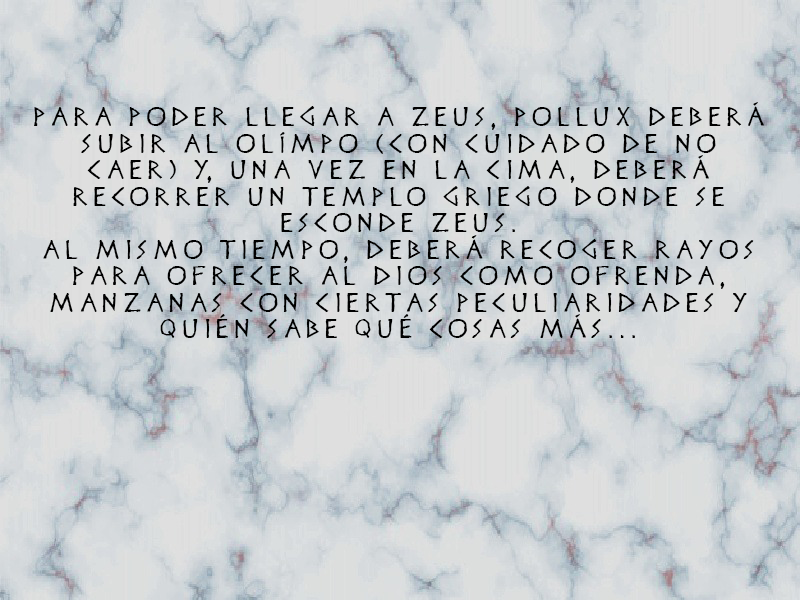 PARA PODER LLEGAR A ZEUS, POLLUX DEBERÁ
SUBIR AL OLÍMPO (CON CUIDADO DE NO
CAER) Y, UNA VEZ EN LA CIMA, DEBERÁ
RECORRER UN TEMPLO GRIEGO DONDE SE
ESCONDE ZEUS.
AL MISMO TIEMPO, DEBERÁ RECOGER RAYOS
PARA OFRECER AL DIOS COMO OFRENDA,
MANZANAS CON CIERTAS PECULIARIDADES Y
QUIÉN SABE QUÉ COSAS MÁS...